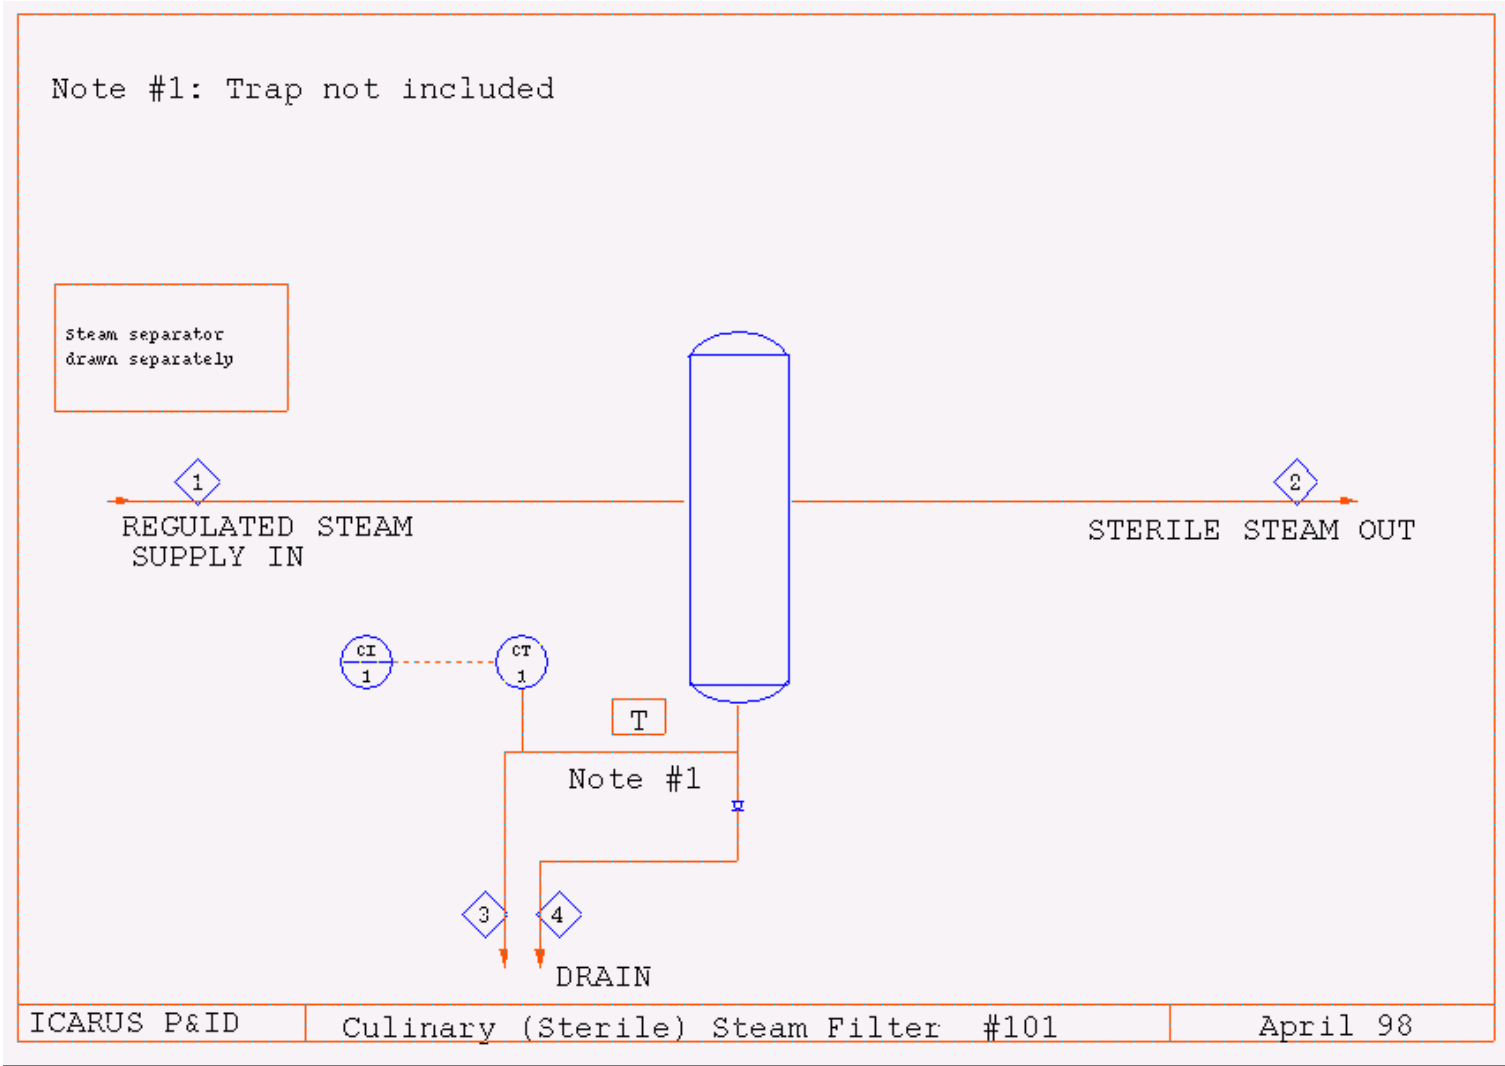 Note #1: Trap not included
Steam separator
drawn separately
1
2
REGULATED STEAM
SUPPLY IN
STERILE STEAM OUT
CI
1
CT
1
T
Note #1
3
4
DRAIN
ICARUS P&ID
Culinary (Sterile) Steam Filter #101
April 98